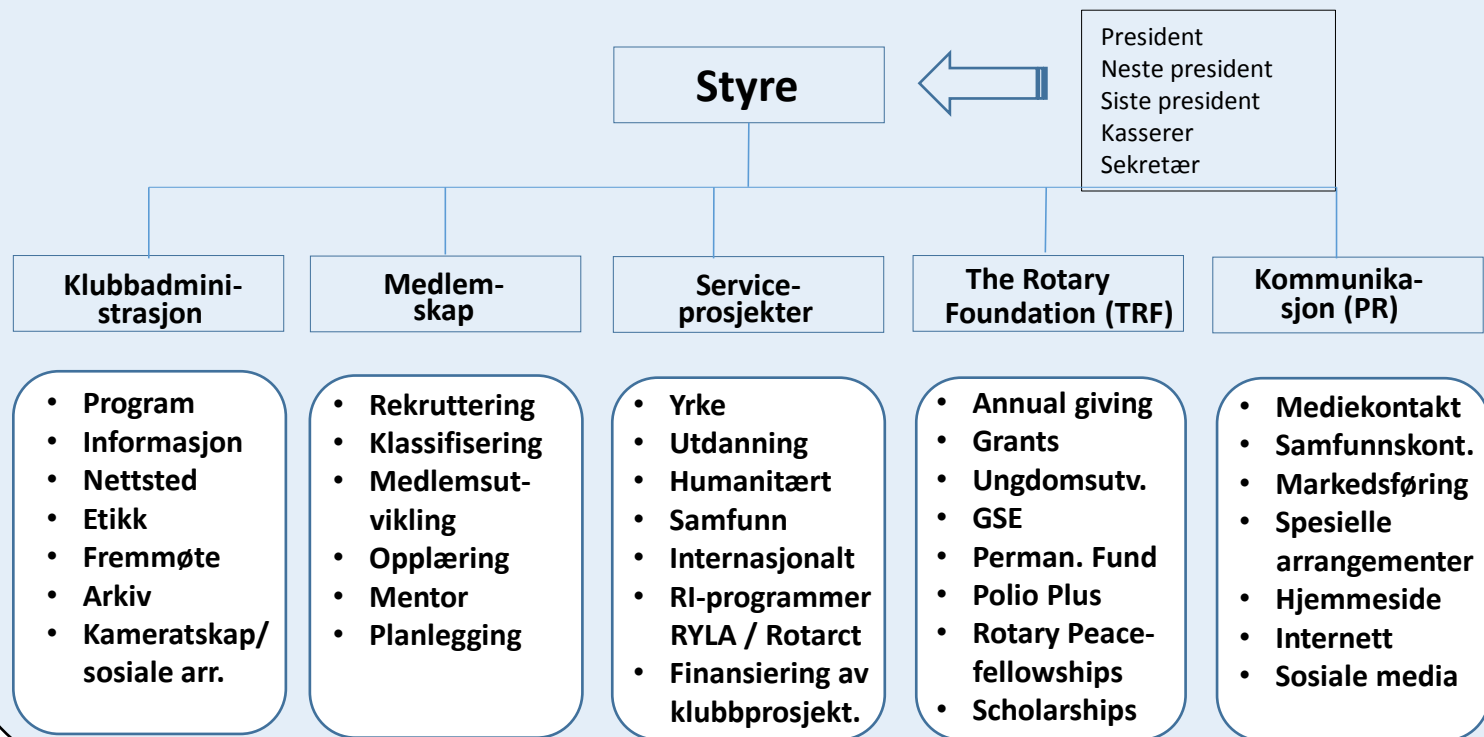 Styre
President
Neste president
Siste president
Kasserer
Sekretær
Klubbadmini-
strasjon
Medlem-
skap
Service-
prosjekter
The Rotary
Foundation (TRF)
Kommunika-
sjon (PR)
• Program
• Informasjon
• Nettsted
• Etikk
• Fremmøte
• Arkiv
• Kameratskap/
sosiale arr.
• Rekruttering
• Klassifisering
• Medlemsut-
vikling
• Opplæring
• Mentor
• Planlegging
• Yrke
• Utdanning
• Humanitært
• Samfunn
• Internasjonalt
• RI-programmer
RYLA / Rotarct
• Finansiering av
klubbprosjekt.
• Annual giving
• Grants
• Ungdomsutv.
• GSE
• Perman. Fund
• Polio Plus
• Rotary Peace-
fellowships
• Scholarships
• Mediekontakt
• Samfunnskont.
• Markedsføring
• Spesielle
arrangementer
• Hjemmeside
• Internett
• Sosiale media